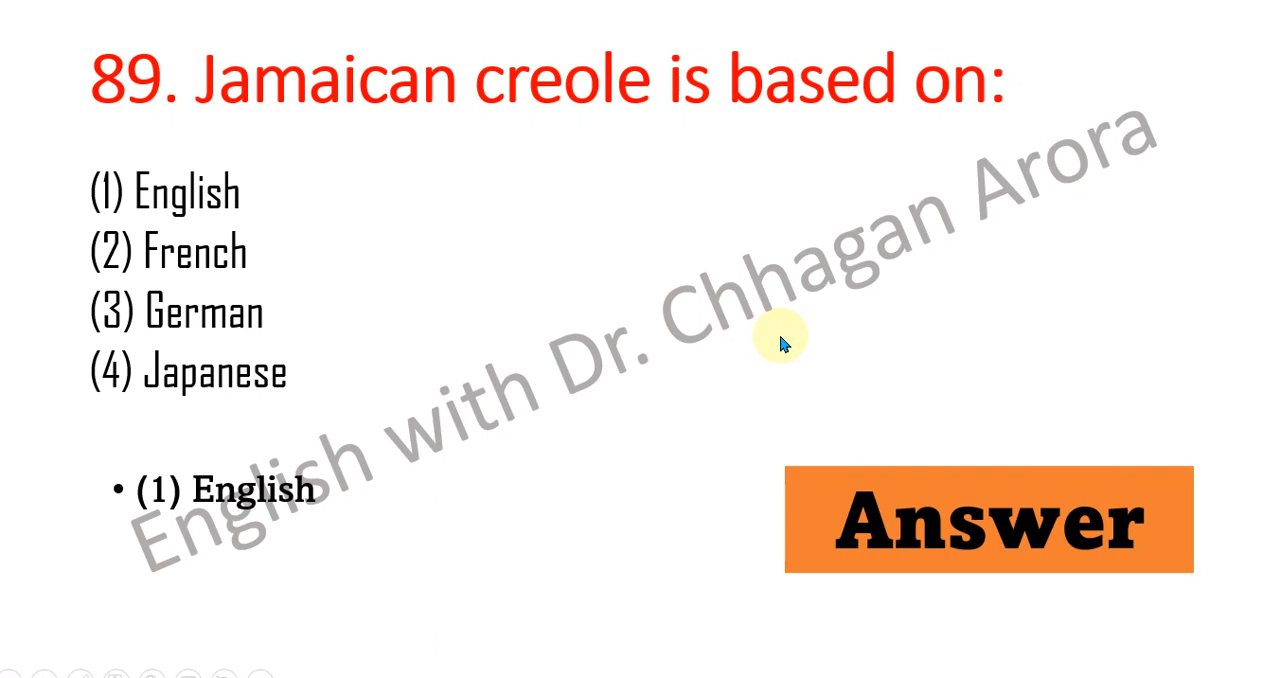 89. Jamaican creole is based on:
(1) English
(2) French
(3) German
(4) Japanese
• (1) English
Answer
English with Dr. Chhagan Arora